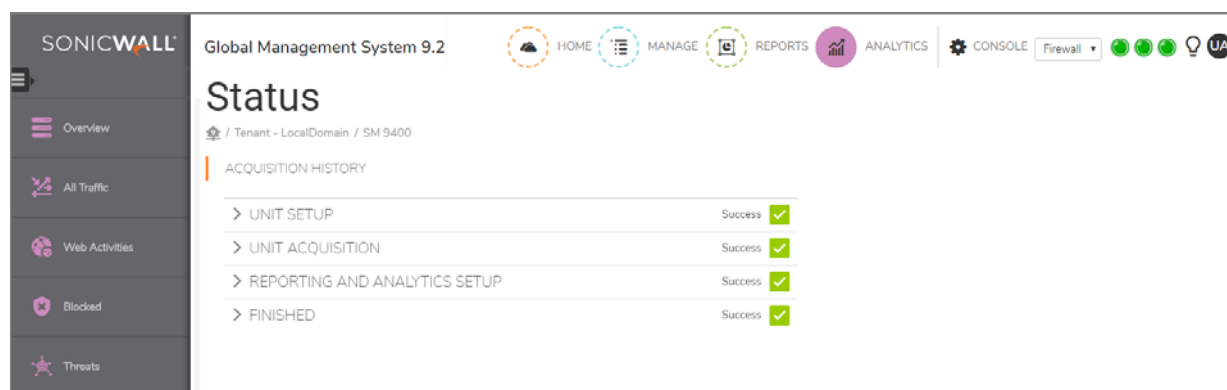 SONICWALL
Global Management System 9.2
HOME
MANAGE
REPORTS
ANALYTICS
CONSOLE
Firewall
UA
Status
/ Tenant - LocalDomain / SM 9400
ACQUISITION HISTORY
UNIT SETUP Success
UNIT ACQUISITION Success
REPORTING AND ANALYTICS SETUP Success
FINISHED Success
Overview
All Traffic
Web Activities
Blocked
Threats